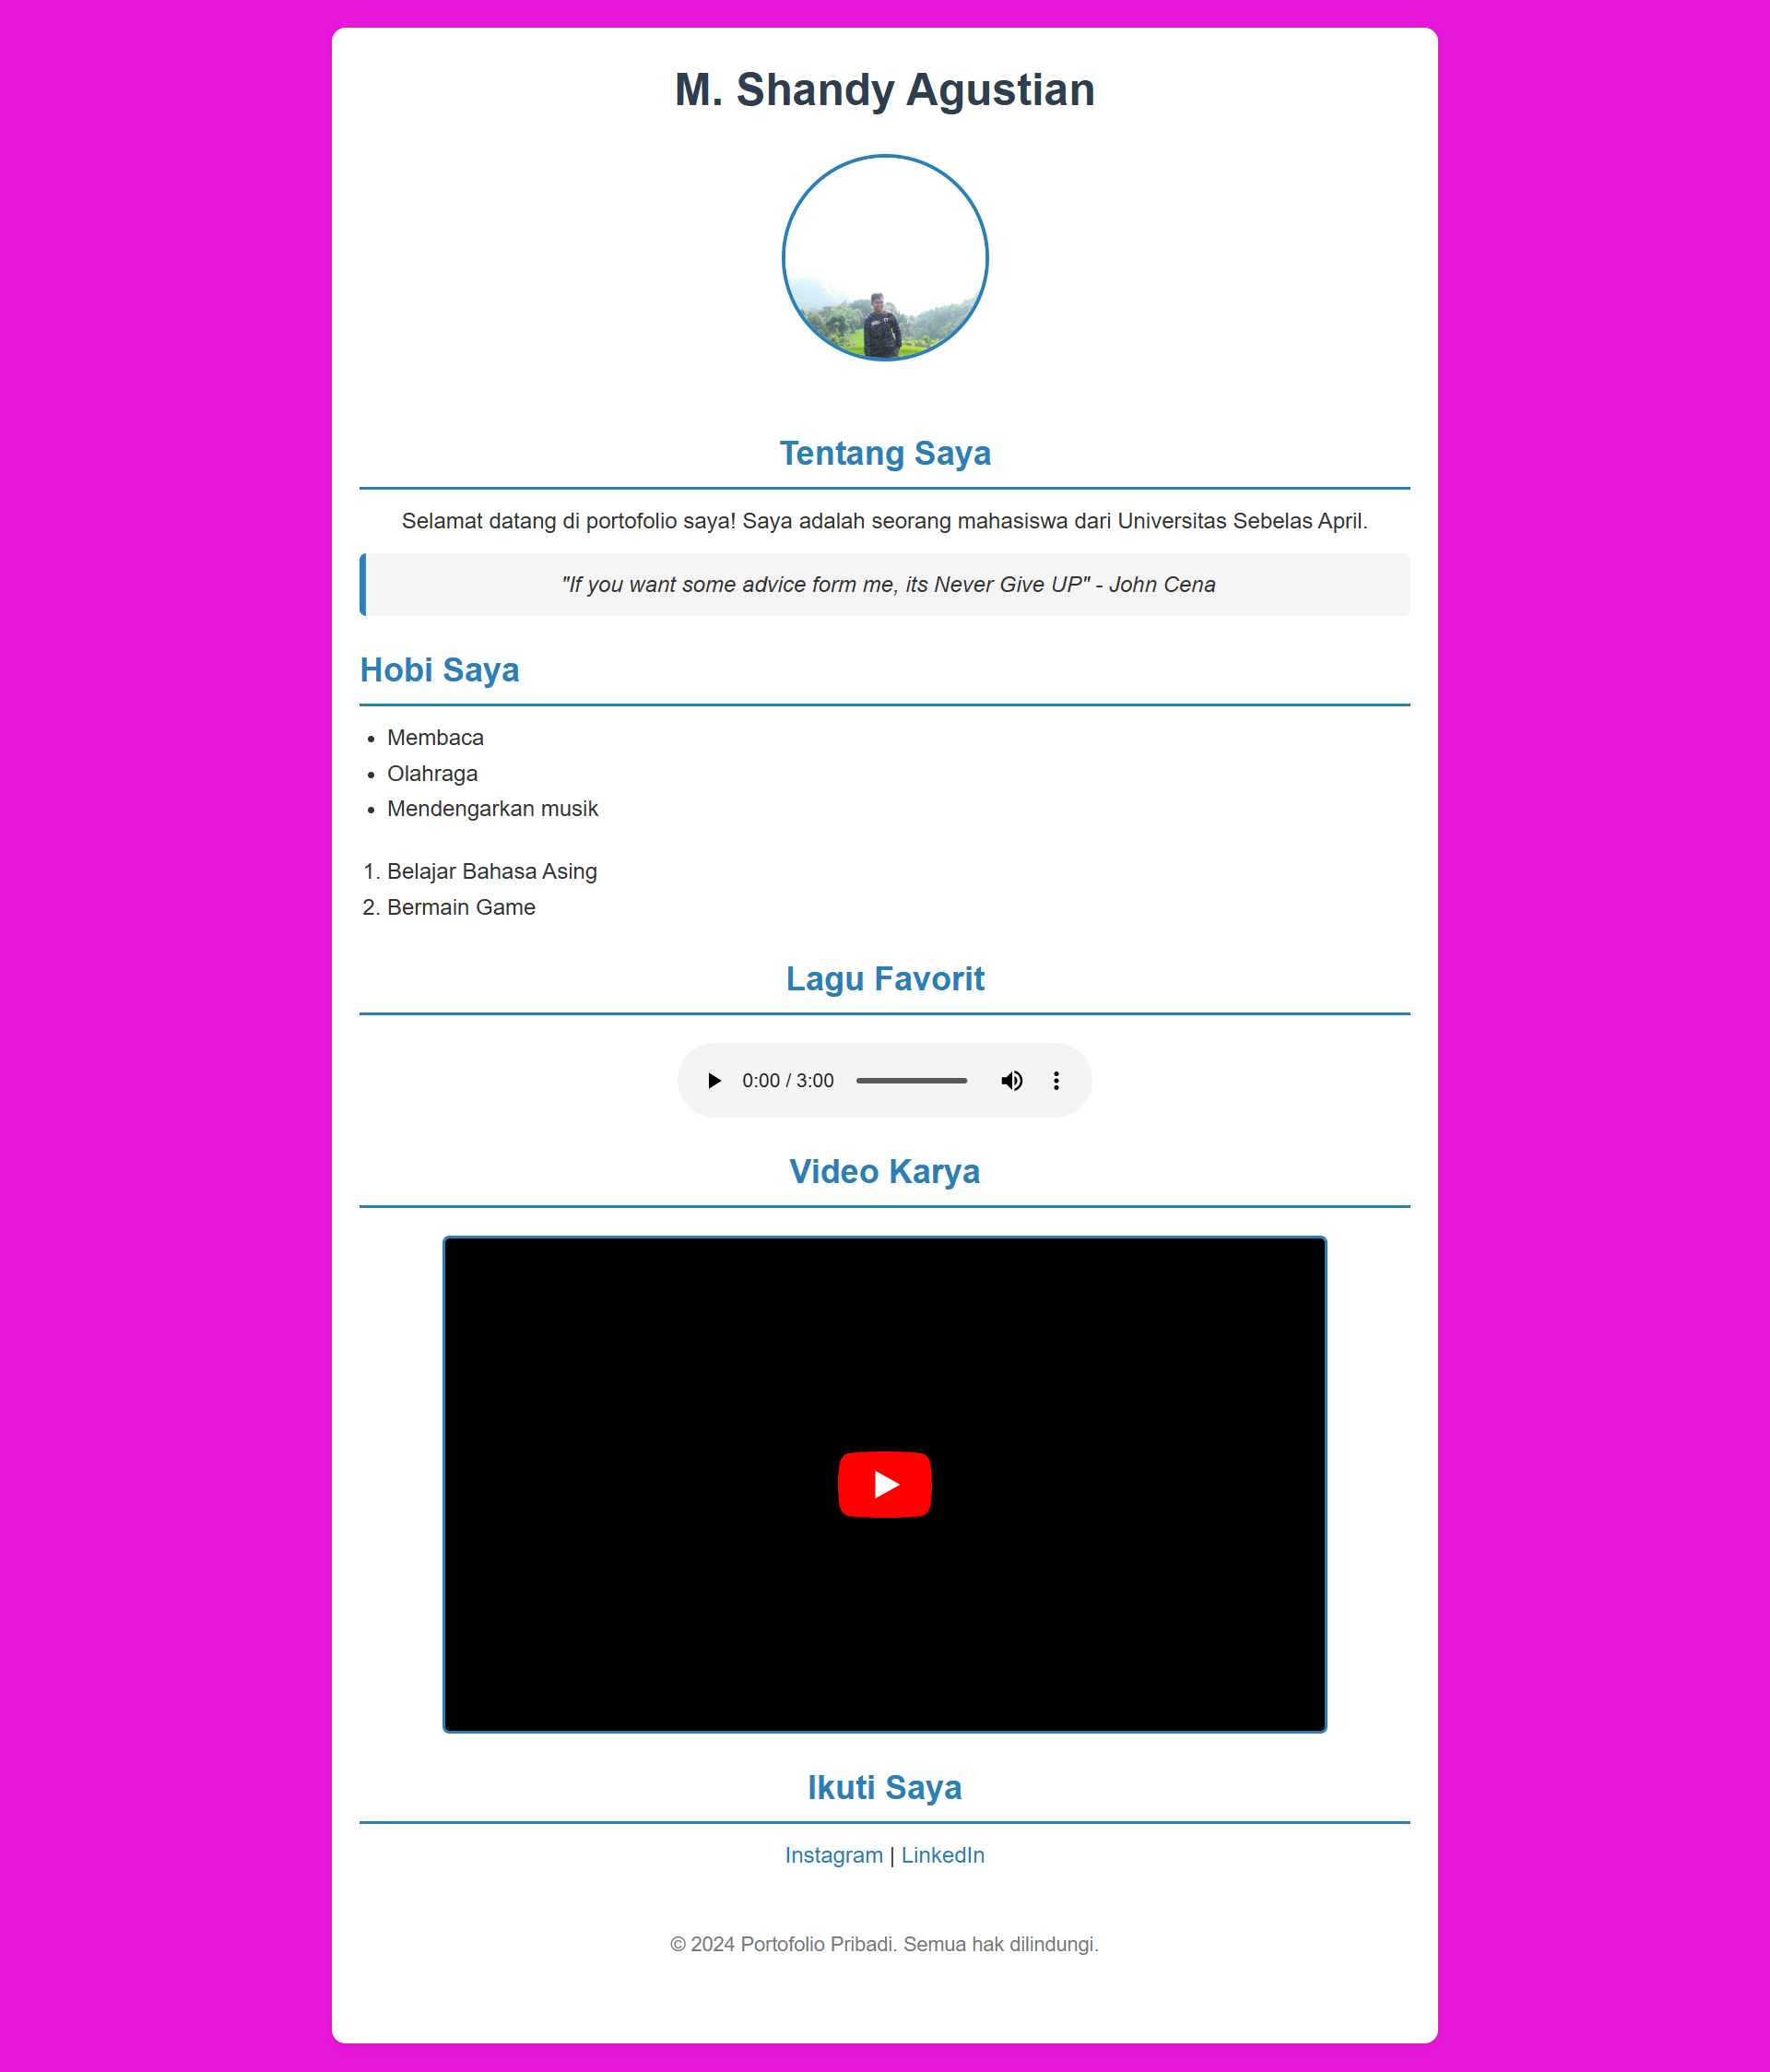 M. Shandy Agustian
Tentang Saya
Selamat datang di portofolio saya! Saya adalah seorang mahasiswa dari Universitas Sebelas April.
"If you want some advice form me, its Never Give UP" - John Cena
Hobi Saya
• Membaca
• Olahraga
• Mendengarkan musik
1. Belajar Bahasa Asing
2. Bermain Game
Lagu Favorit
0:00 / 3:00
Video Karya
Ikuti Saya
Instagram | LinkedIn
© 2024 Portofolio Pribadi. Semua hak dilindungi.